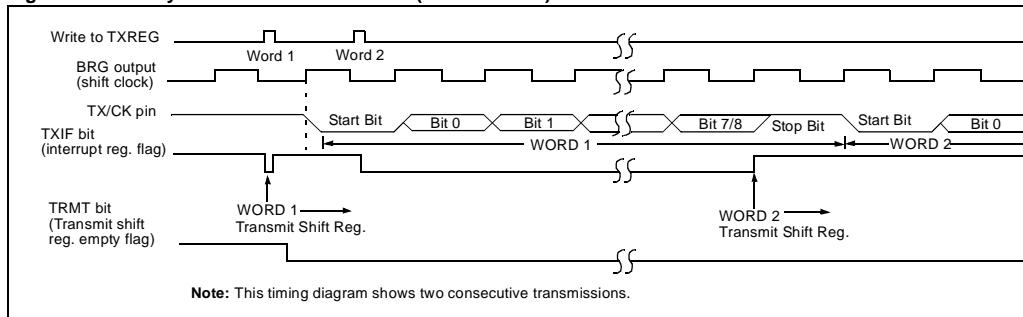 Write to TXREG
Word 1
Word 2
BRG output
(shift clock)
TX/CK pin
Start Bit
Bit 0
Bit 1
Bit 7/8
Stop Bit
Start Bit
Bit 0
TXIF bit
(interrupt reg. flag)
WORD 1
WORD 2
TRMT bit
(Transmit shift
reg. empty flag)
WORD 1
Transmit Shift Reg.
WORD 2
Transmit Shift Reg.
Note: This timing diagram shows two consecutive transmissions.